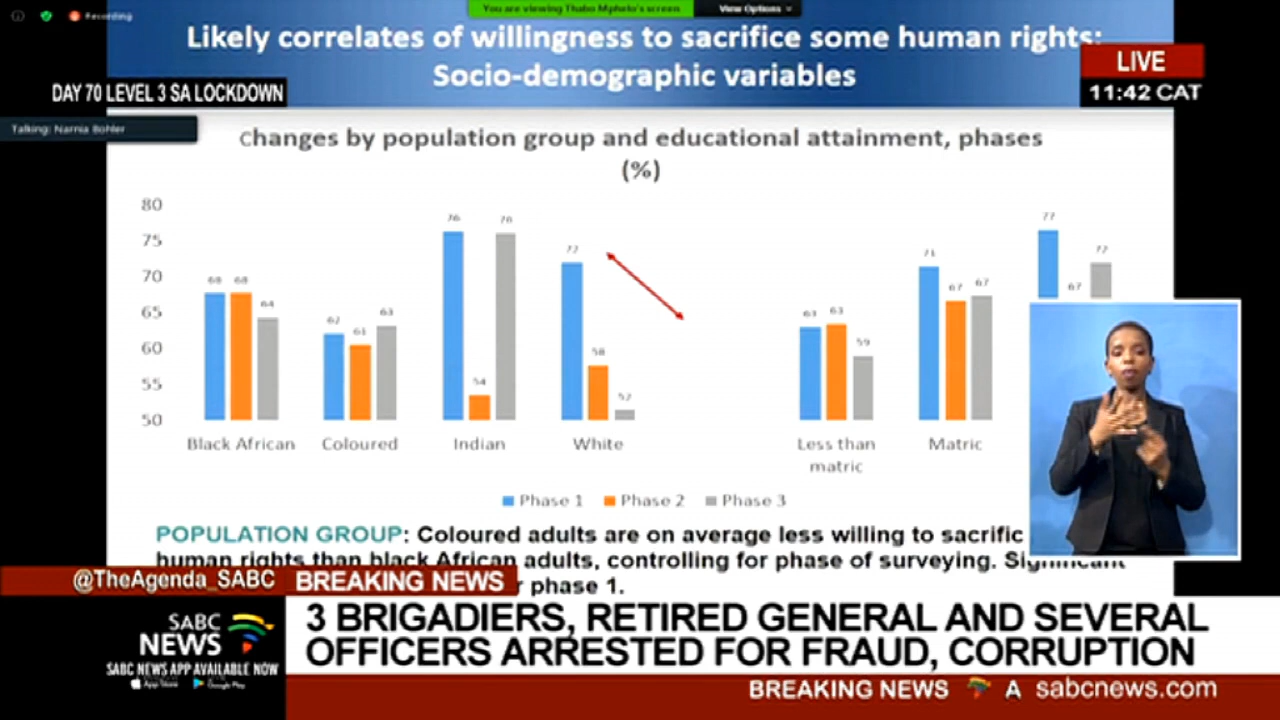 Recording
You are viewing Thabo Mphelo's screen
View Options
Likely correlates of willingness to sacrifice some human rights:
Socio-demographic variables
LIVE
11:42 CAT
DAY 70 LEVEL 3 SA LOCKDOWN
Talking: Narnia Bohler
Changes by population group and educational attainment, phases
(%)
80
75
70
65
60
55
50
68 68 64
62 61 63
76 54 76
72 58 52
63 63 59
71 67 67
77 67 72
Black African Coloured Indian White Less than matric Matric
Phase 1 Phase 2 Phase 3
POPULATION GROUP: Coloured adults are on average less willing to sacrific
human rights than black African adults, controlling for phase of surveying. Significant
r phase 1.
@TheAgenda_SABC
BREAKING NEWS
SABC
NEWS
SABC NEWS APP AVAILABLE NOW
App Store Google Play
3 BRIGADIERS, RETIRED GENERAL AND SEVERAL
OFFICERS ARRESTED FOR FRAUD, CORRUPTION
BREAKING NEWS A sabcnews.com